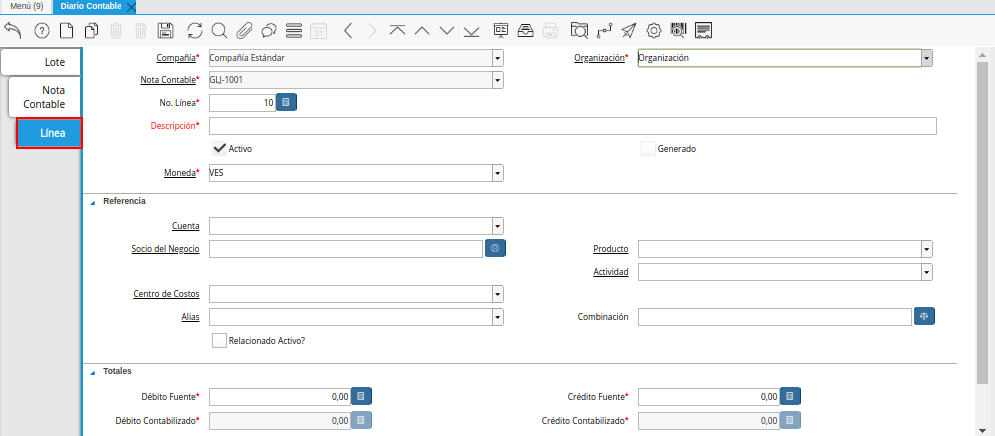 Menú (9) Diario Contable
Lote
Nota
Contable
Línea
Compañía* Compañía Estándar Organización* Organización
Nota Contable* GLJ-1001
No. Línea* 10
Descripción*
Activo Generado
Moneda* VES
Referencia
Cuenta
Socio del Negocio Producto
Actividad
Centro de Costos
Alias Combinación
Relacionado Activo?
Totales
Débito Fuente* 0,00 Crédito Fuente* 0,00
Débito Contabilizado* 0,00 Crédito Contabilizado* 0,00